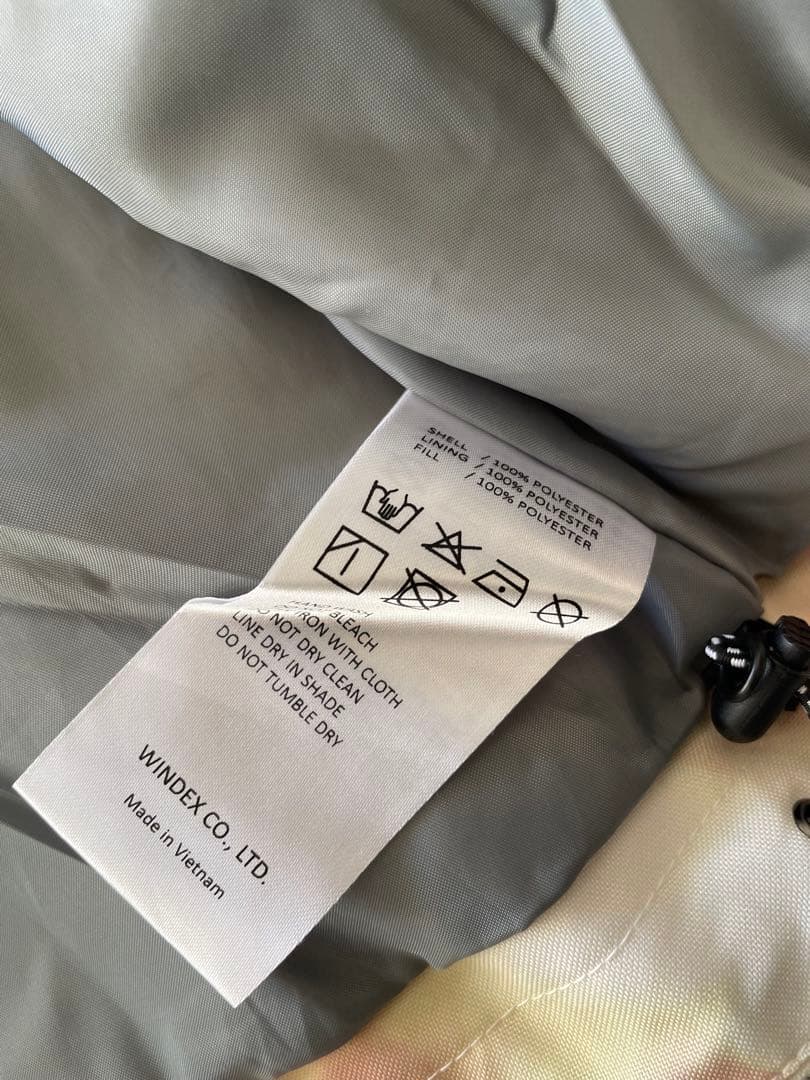 SMELL / 100% POLYESTER
LINING / 100% POLYESTER
FILL / 100% POLYESTER
HAND WASH
BLEACH
IRON WITH CLOTH
NOT DRY CLEAN
LINE DRY IN SHADE
DO NOT TUMBLE DRY
WINDEX CO., LTD.
Made in Vietnam